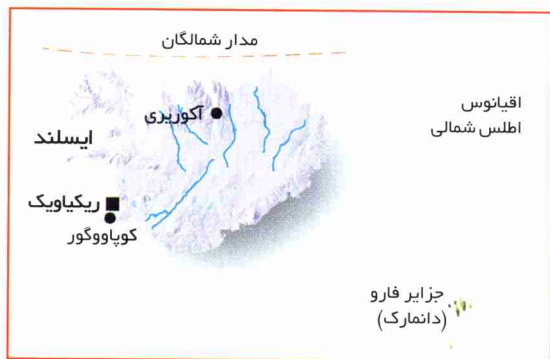 مدار شمالگان
اقیانوس
اطلس شمالی
آکوریری
ایسلند
ریکیاویک
کوپاووگور
جزایر فارو
(دانمارک)